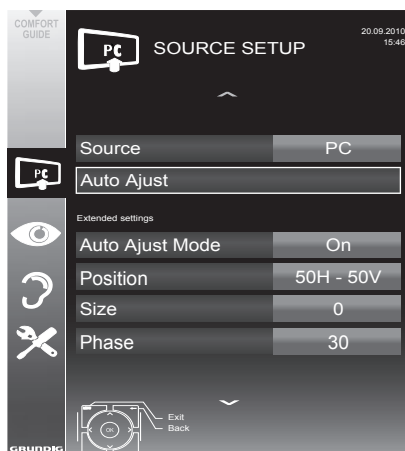 COMFORT
GUIDE
PC
SOURCE SETUP
20.09.2010
15:46
Source PC
Auto Ajust
PC
Extended settings
Auto Ajust Mode On
Position 50H - 50V
Size 0
Phase 30
Exit
Back
OK
GRUNDIG